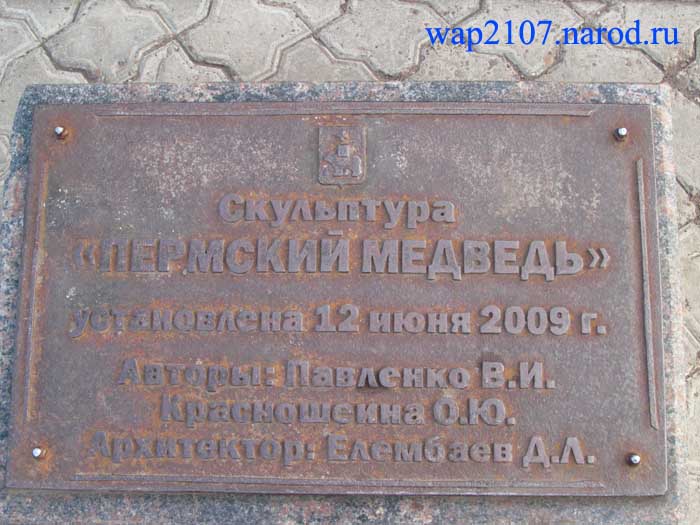 wap2107.narod.ru
Скульптура
«ПЕРМСКИЙ МЕДВЕДЬ»
установлена 12 июня 2009 г.
Авторы: Павленко В.И.
Красношеина О.Ю.
Архитектор: Елембаев Д.Л.